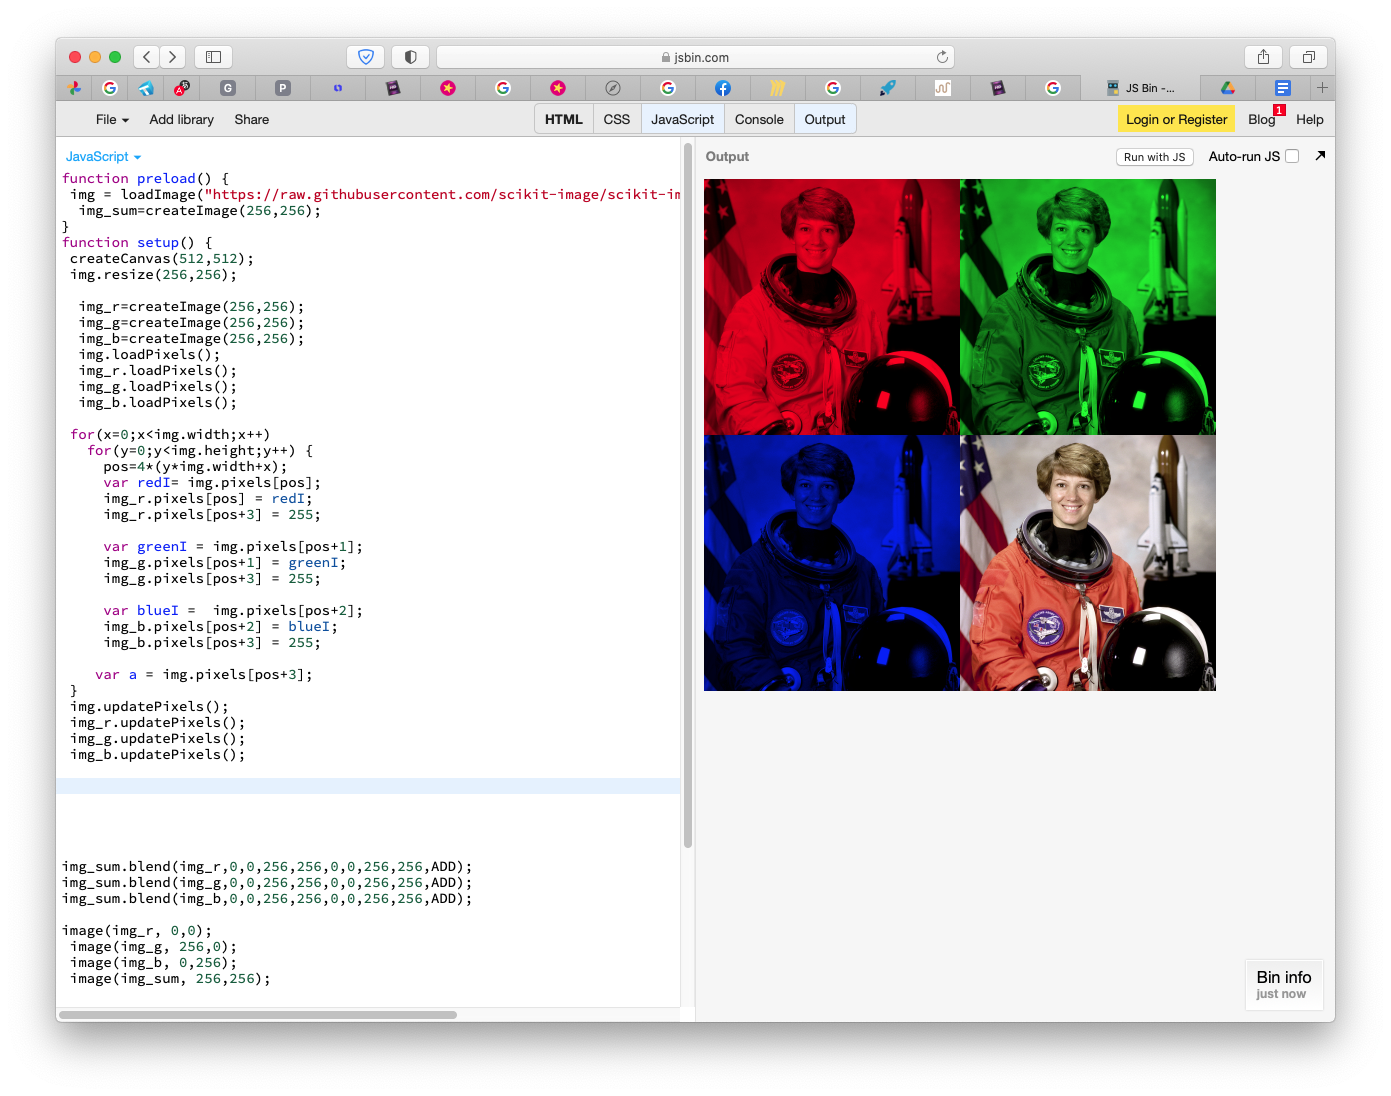 jsbin.com
G
P
JS Bin -...
File
Add library
Share
HTML
CSS
JavaScript
Console
Output
Login or Register
Blog
1
Help
JavaScript
function preload() {
img = loadImage("https://raw.githubusercontent.com/scikit-image/scikit-im
img_sum=createImage(256,256);
}
function setup() {
createCanvas(512,512);
img.resize(256,256);
img_r=createImage(256,256);
img_g=createImage(256,256);
img_b=createImage(256,256);
img.loadPixels();
img_r.loadPixels();
img_g.loadPixels();
img_b.loadPixels();
for(x=0;x<img.width;x++)
for(y=0;y<img.height;y++) {
pos=4*(y*img.width+x);
var redI= img.pixels[pos];
img_r.pixels[pos] = redI;
img_r.pixels[pos+3] = 255;
var greenI = img.pixels[pos+1];
img_g.pixels[pos+1] = greenI;
img_g.pixels[pos+3] = 255;
var blueI =  img.pixels[pos+2];
img_b.pixels[pos+2] = blueI;
img_b.pixels[pos+3] = 255;
var a = img.pixels[pos+3];
}
img.updatePixels();
img_r.updatePixels();
img_g.updatePixels();
img_b.updatePixels();
img_sum.blend(img_r,0,0,256,256,0,0,256,256,ADD);
img_sum.blend(img_g,0,0,256,256,0,0,256,256,ADD);
img_sum.blend(img_b,0,0,256,256,0,0,256,256,ADD);
image(img_r, 0,0);
image(img_g, 256,0);
image(img_b, 0,256);
image(img_sum, 256,256);
Output
Run with JS
Auto-run JS
Bin info
just now